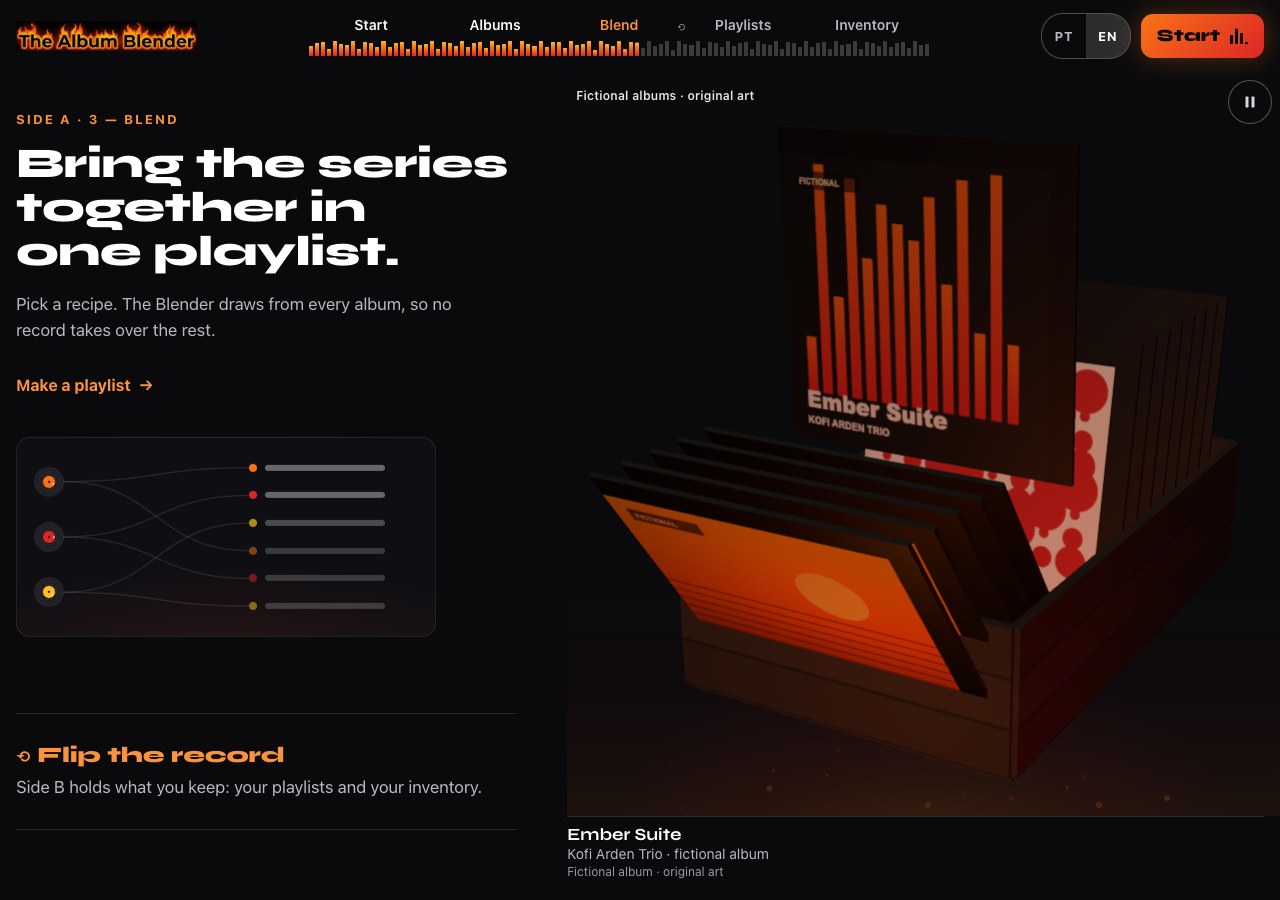 The Album Blender
Start
Albums
Blend
Playlists
Inventory
PT
EN
Start
Fictional albums · original art
SIDE A · 3 — BLEND
Bring the series
together in
one playlist.
Pick a recipe. The Blender draws from every album, so no
record takes over the rest.
Make a playlist →
FICTIONAL
Ember Suite
KOFI ARDEN TRIO
FICTIONAL
Flip the record
Side B holds what you keep: your playlists and your inventory.
Ember Suite
Kofi Arden Trio · fictional album
Fictional album · original art